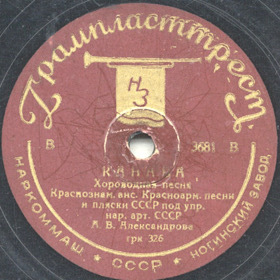 Грампласттрест
НЗ
В 3681 В
КАЛИНА
Хороводная песня
Краснознам. анс. Красноарм. песни
и пляски СССР под упр.
нар. арт. СССР
А. В. Александрова
грк 326
НАРКОММАШ. СССР НОГИНСКИЙ ЗАВОД